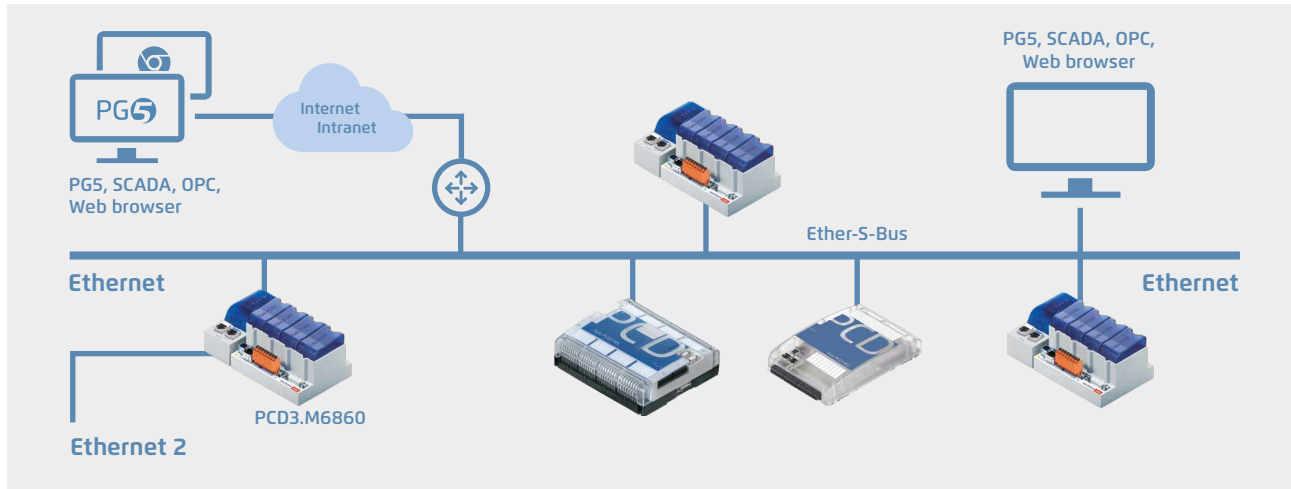 PG5
Internet
Intranet
PG5, SCADA, OPC,
Web browser
PG5, SCADA, OPC,
Web browser
Ether-S-Bus
Ethernet
Ethernet
PCD
PCD
PCD3.M6860
Ethernet 2